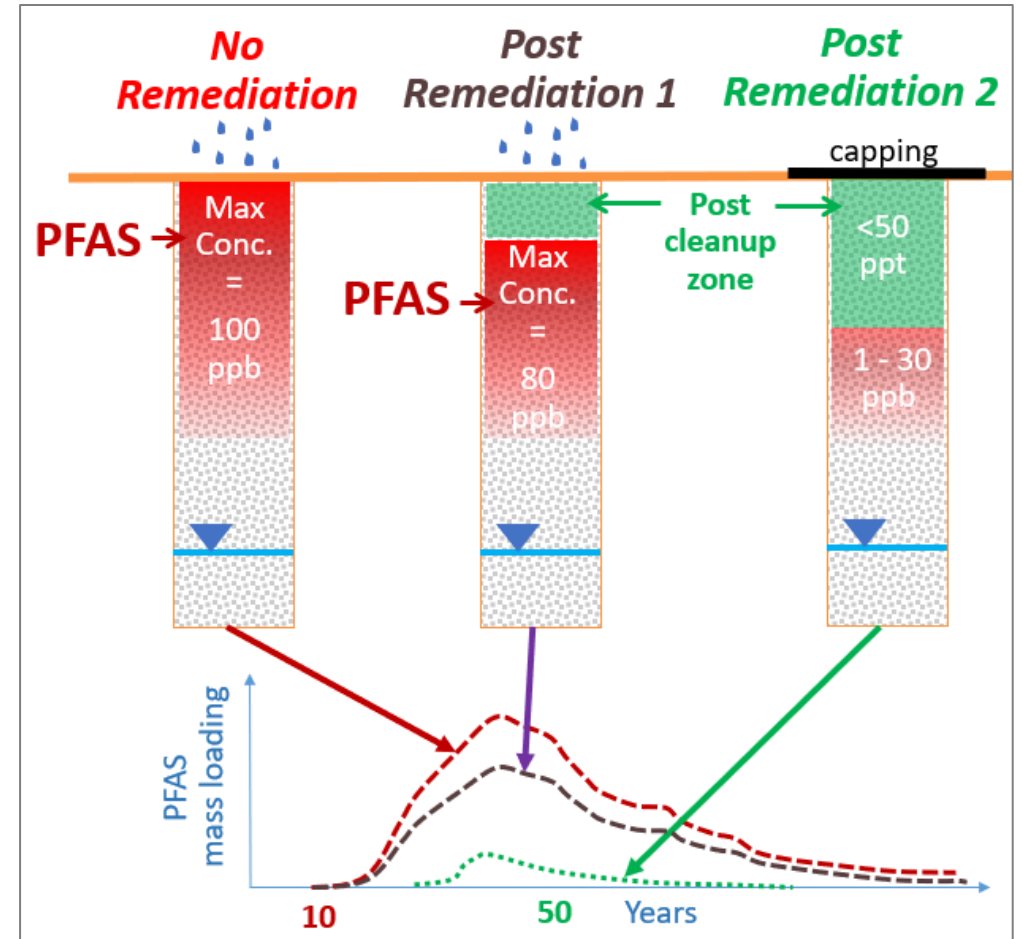 No
Remediation
Post
Remediation 1
Post
Remediation 2
capping
PFAS
Max
Conc.
=
100
ppb
PFAS
Max
Conc.
=
80
ppb
Post
cleanup
zone
<50
ppt
1 - 30
ppb
PFAS
mass loading
10
50
Years